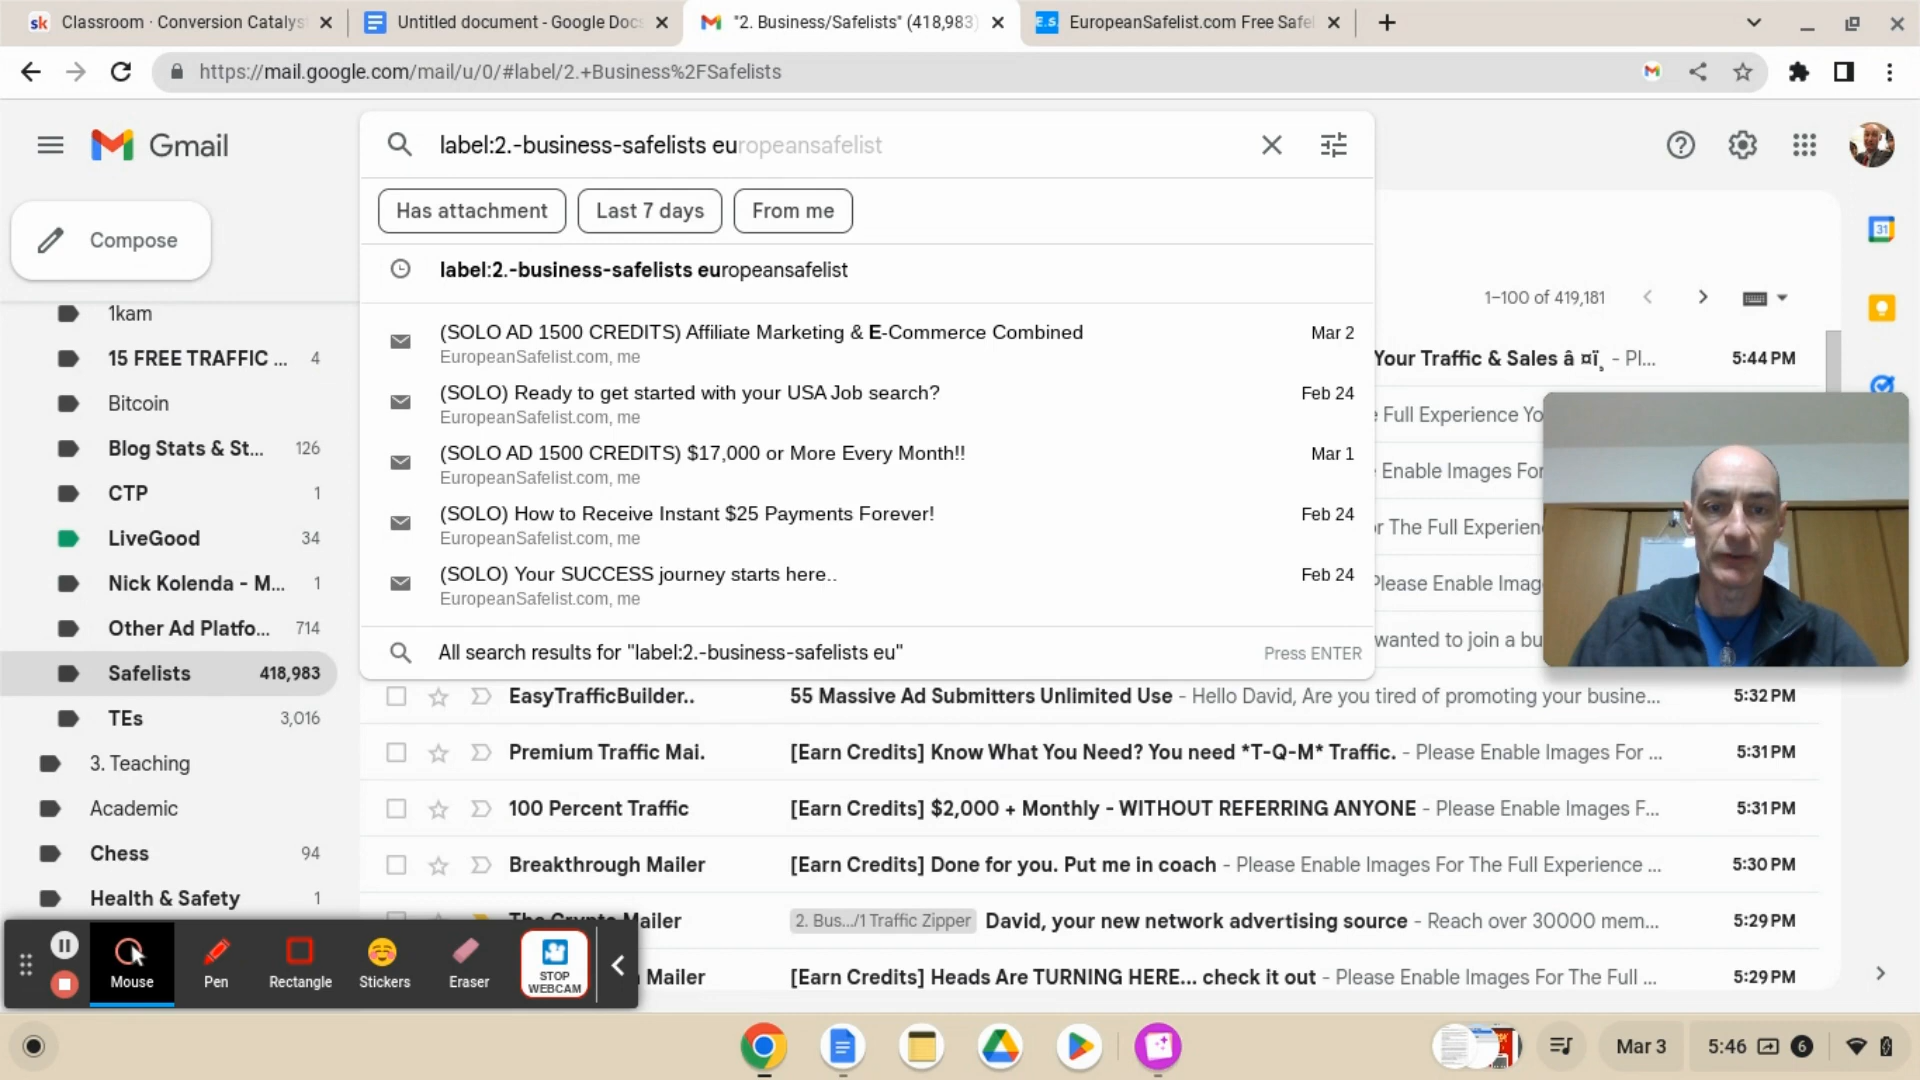 sk Classroom · Conversion Catalys
Untitled document - Google Doc
"2. Business/Safelists" (418,983)
E.S. EuropeanSafelist.com Free Safe
https://mail.google.com/mail/u/0/#label/2.+Business%2FSafelists
Gmail
label:2.-business-safelists europeansafelist
Has attachment
Last 7 days
From me
Compose
label:2.-business-safelists europeansafelist
1–100 of 419,181
31
(SOLO AD 1500 CREDITS) Affiliate Marketing & E-Commerce Combined Mar 2
EuropeanSafelist.com, me
(SOLO) Ready to get started with your USA Job search? Feb 24
EuropeanSafelist.com, me
(SOLO AD 1500 CREDITS) $17,000 or More Every Month!! Mar 1
EuropeanSafelist.com, me
(SOLO) How to Receive Instant $25 Payments Forever! Feb 24
EuropeanSafelist.com, me
(SOLO) Your SUCCESS journey starts here.. Feb 24
EuropeanSafelist.com, me
All search results for "label:2.-business-safelists eu" Press ENTER
Your Traffic & Sales â ¤ï¸ - Pl... 5:44 PM
Full Experience Yo
Enable Images For
r The Full Experien
Please Enable Imag
wanted to join a bu
1kam
15 FREE TRAFFIC ... 4
Bitcoin
Blog Stats & St... 126
CTP 1
LiveGood 34
Nick Kolenda - M... 1
Other Ad Platfo... 714
Safelists 418,983
TEs 3,016
3. Teaching
Academic
Chess 94
Health & Safety 1
EasyTrafficBuilder.. 55 Massive Ad Submitters Unlimited Use - Hello David, Are you tired of promoting your busine... 5:32 PM
Premium Traffic Mai. [Earn Credits] Know What You Need? You need *T-Q-M* Traffic. - Please Enable Images For ... 5:31 PM
100 Percent Traffic [Earn Credits] $2,000 + Monthly - WITHOUT REFERRING ANYONE - Please Enable Images F... 5:31 PM
Breakthrough Mailer [Earn Credits] Done for you. Put me in coach - Please Enable Images For The Full Experience ... 5:30 PM
The Crypto Mailer 2. Bus.../1 Traffic Zipper David, your new network advertising source - Reach over 30000 mem... 5:29 PM
Mailer [Earn Credits] Heads Are TURNING HERE... check it out - Please Enable Images For The Full ... 5:29 PM
Mouse
Pen
Rectangle
Stickers
Eraser
STOP
WEBCAM
Mar 3
5:46 6